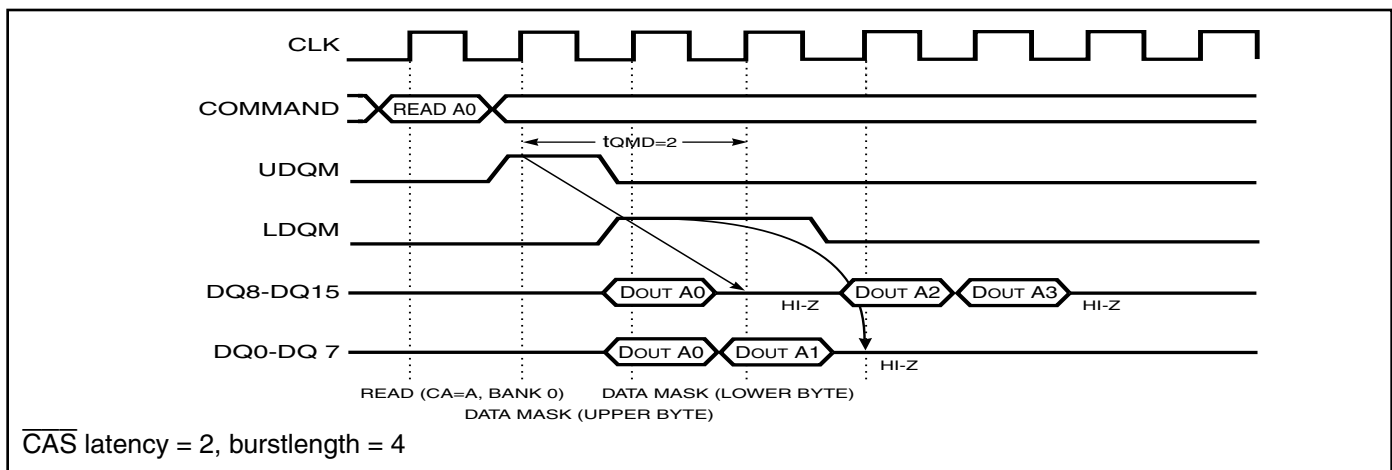 CLK
COMMAND READ A0
tQMD=2
UDQM
LDQM
DQ8-DQ15 DOUT A0 HI-Z DOUT A2 DOUT A3 HI-Z
DQ0-DQ 7 DOUT A0 DOUT A1 HI-Z
READ (CA=A, BANK 0) DATA MASK (LOWER BYTE)
DATA MASK (UPPER BYTE)
CAS latency = 2, burstlength = 4